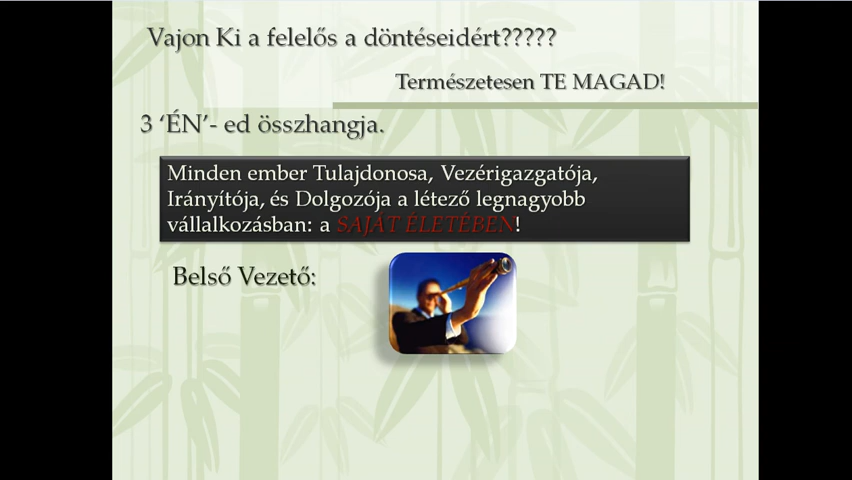 Vajon Ki a felelős a döntéseidért?????
Természetesen TE MAGAD!
3 ‘ÉN’- ed összhangja.
Minden ember Tulajdonosa, Vezérigazgatója,
Irányítója, és Dolgozója a létező legnagyobb
vállalkozásban: a SAJÁT ÉLETÉBEN!
Belső Vezető: